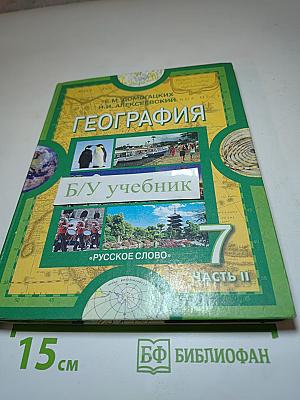 Е.М. ДОМОГАЦКИХ
Н.И. АЛЕКСЕЕВСКИЙ
ГЕОГРАФИЯ
Б/У учебник
«РУССКОЕ СЛОВО»
7
ЧАСТЬ II
15 см
БФ БИБЛИОФАН